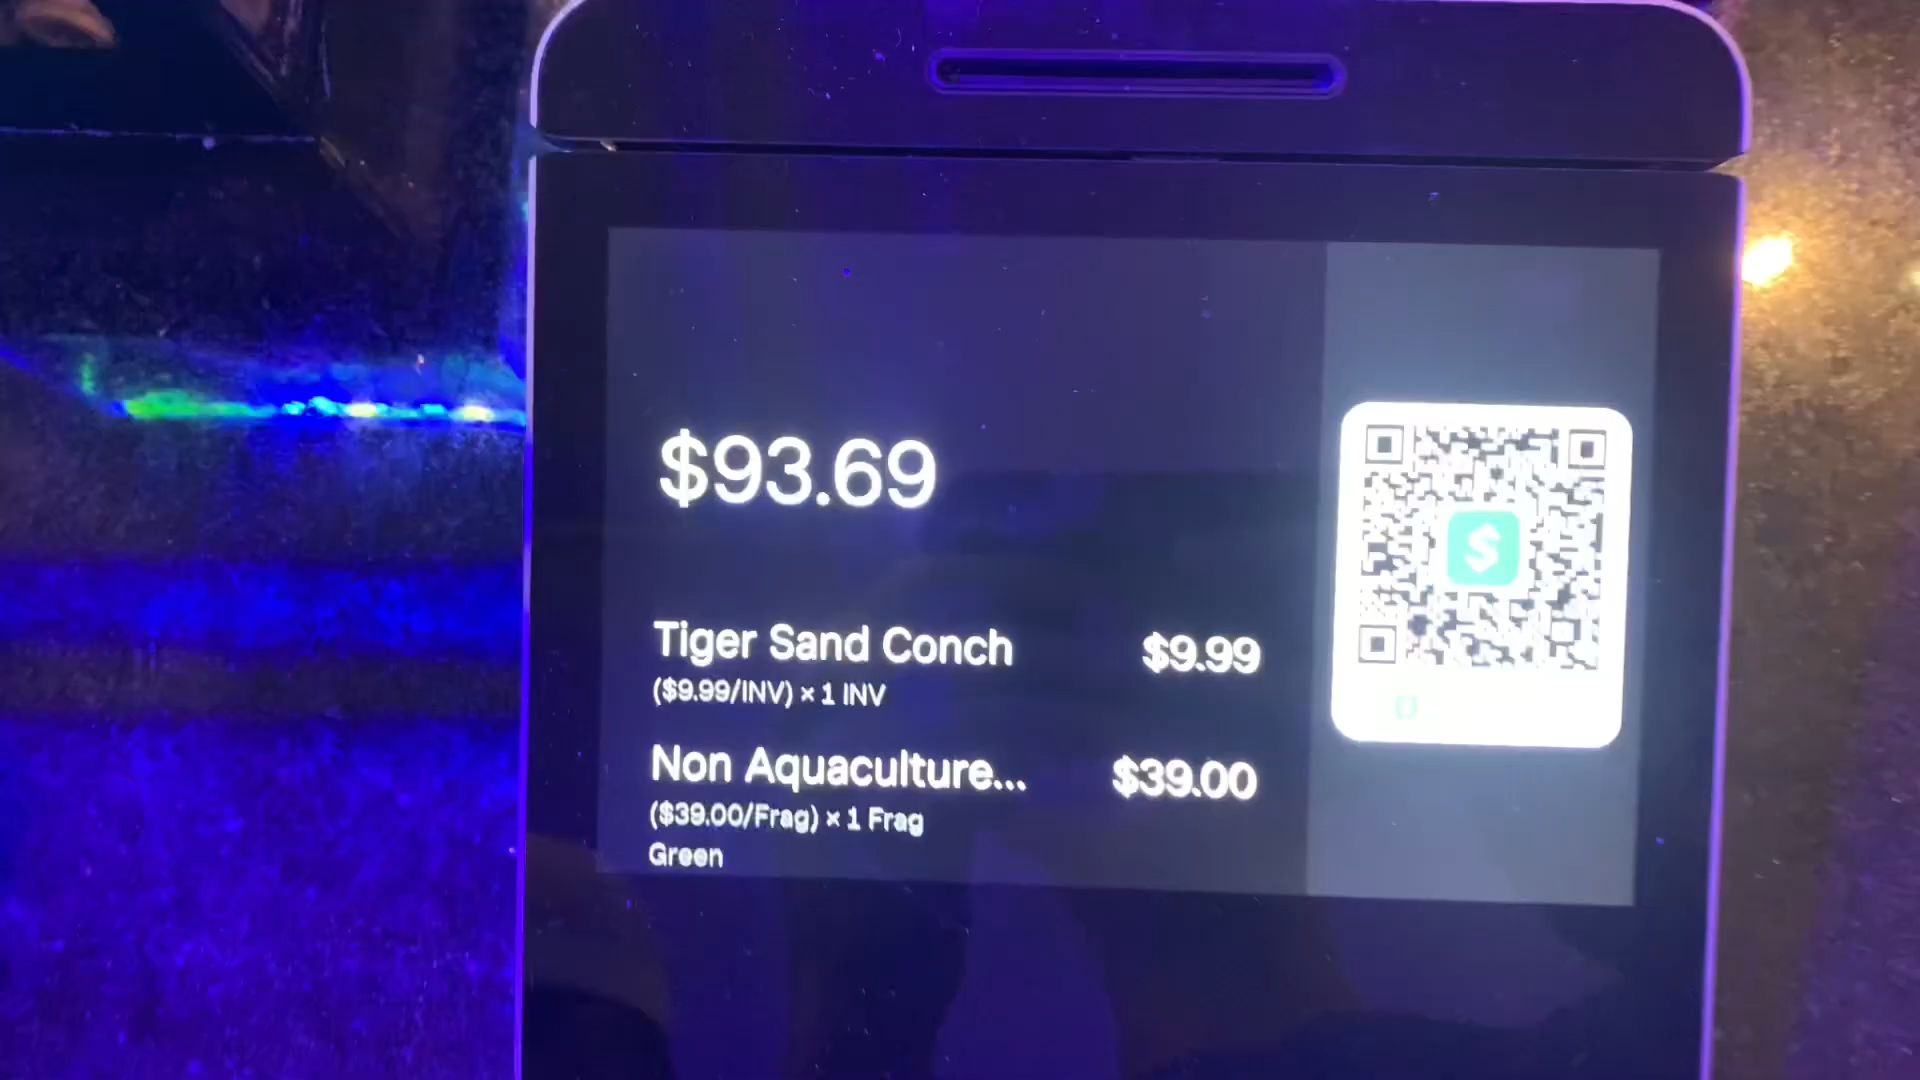 $93.69
Tiger Sand Conch $9.99
($9.99/INV) × 1 INV
Non Aquaculture... $39.00
($39.00/Frag) × 1 Frag
Green
$